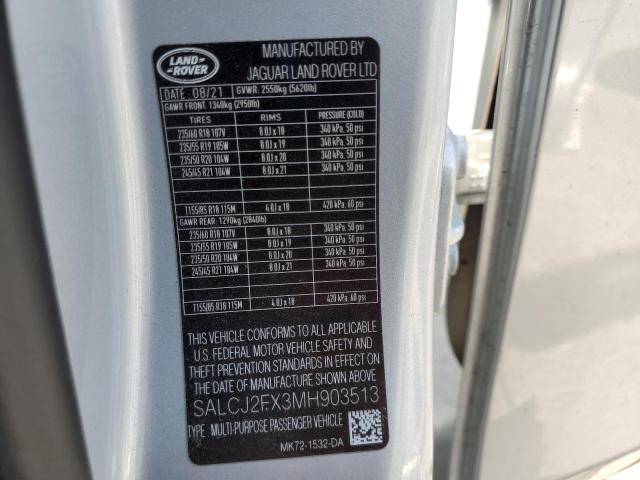 LAND
ROVER
MANUFACTURED BY
JAGUAR LAND ROVER LTD
DATE 08/21 GVWR: 2550kg (5620lb)
GAWR FRONT: 1340kg (2950lb)
TIRES RIMS PRESSURE (COLD)
235/60 R18 107V 8.0J x 18 340 kPa, 50 psi
235/55 R19 105W 8.0J x 19 340 kPa, 50 psi
235/50 R20 104W 8.0J x 20 340 kPa, 50 psi
245/45 R21 104W 8.0J x 21 340 kPa, 50 psi
T155/85 R18 115M 4.0J x 18 420 kPa, 60 psi
GAWR REAR: 1290kg (2840lb)
235/60 R18 107V 8.0J x 18 340 kPa, 50 psi
235/55 R19 105W 8.0J x 19 340 kPa, 50 psi
235/50 R20 104W 8.0J x 20 340 kPa, 50 psi
245/45 R21 104W 8.0J x 21 340 kPa, 50 psi
T155/85 R18 115M 4.0J x 18 420 kPa, 60 psi
THIS VEHICLE CONFORMS TO ALL APPLICABLE
U.S. FEDERAL MOTOR VEHICLE SAFETY AND
THEFT PREVENTION STANDARDS IN EFFECT ON
THE DATE OF MANUFACTURE SHOWN ABOVE
SALCJ2FX3MH903513
TYPE: MULTI-PURPOSE PASSENGER VEHICLE
MK72-1532-DA